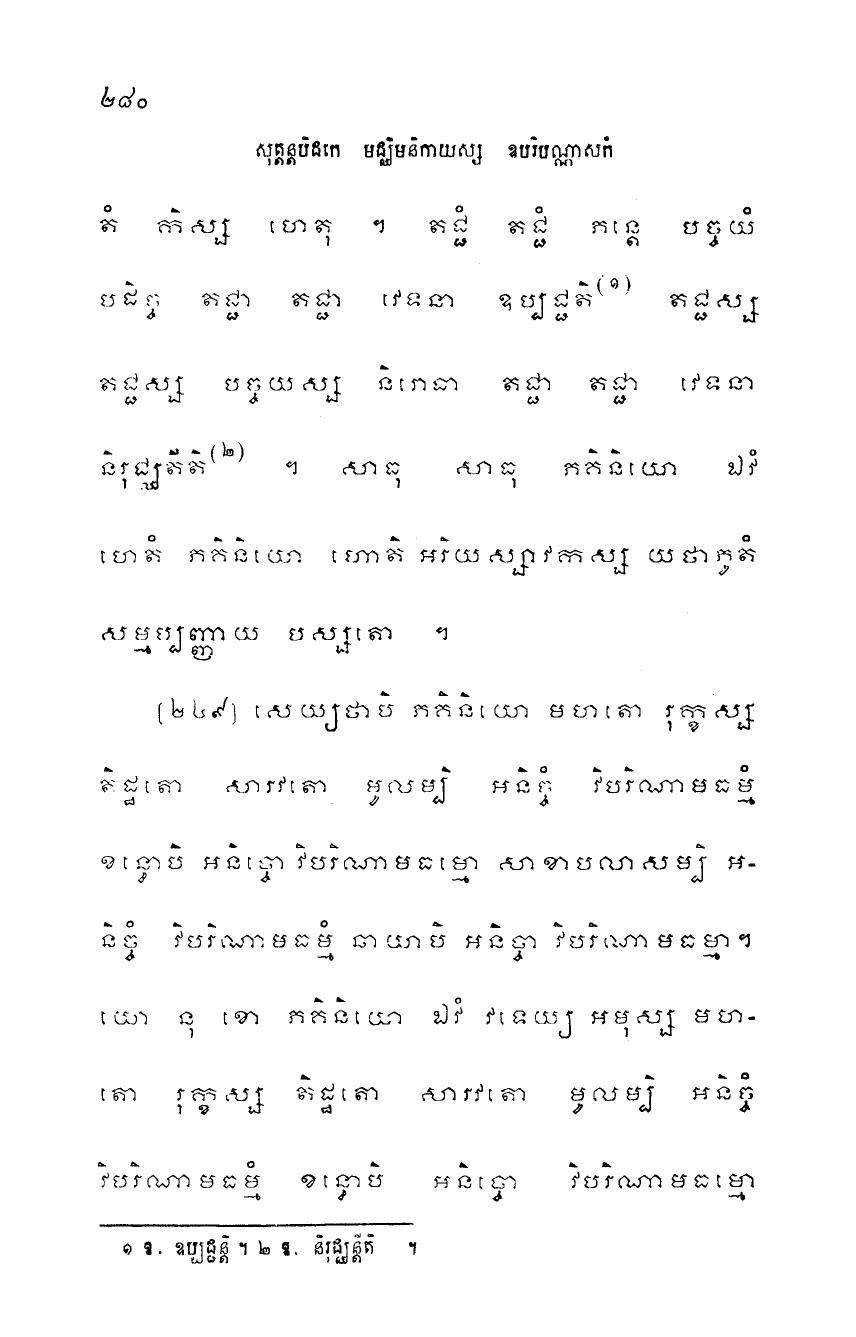 ២៨០
សុត្តន្តបិដកេ មជ្ឈិមនិកាយស្ស ឧបរិបណ្ណាសកំ
តំ កិស្ស ហេតុ ។ តជ្ជំ តជ្ជំ ភន្តេ បច្ចយំ
បដិច្ច តជ្ជា តជ្ជា វេទនា ឧប្បជ្ជតិ(១) តជ្ជស្ស
តជ្ជស្ស បច្ចយស្ស និរោធា តជ្ជា តជ្ជា វេទនា
និរុជ្ឈតីតិ(២) ។ សាធុ សាធុ ភគិនិយោ ឯវំ
ហេតំ ភគិនិយោ ហោតិ អរិយស្សាវកស្ស យថាភូតំ
សម្មប្បញ្ញាយ បស្សតោ ។
(២៤៩) សេយ្យថាបិ ភគិនិយោ មហតោ រុក្ខស្ស
តិដ្ឋតោ សារវតោ មូលម្បិ អនិច្ចំ វិបរិណាមធម្មំ
ខន្ធោបិ អនិច្ចោ វិបរិណាមធម្មោ សាខាបលាសម្បិ អ-
និច្ចំ វិបរិណាមធម្មំ ឆាយាបិ អនិច្ចា វិបរិណាមធម្មា។
យោ នុ ខោ ភគិនិយោ ឯវំ វទេយ្យ អមុស្ស មហ-
តោ រុក្ខស្ស តិដ្ឋតោ សារវតោ មូលម្បិ អនិច្ចំ
វិបរិណាមធម្មំ ខន្ធោបិ អនិច្ចោ វិបរិណាមធម្មោ
១ ឱ. ឧប្បជ្ជន្តិ ។ ២ ឱ. និរុជ្ឈន្តីតិ ។